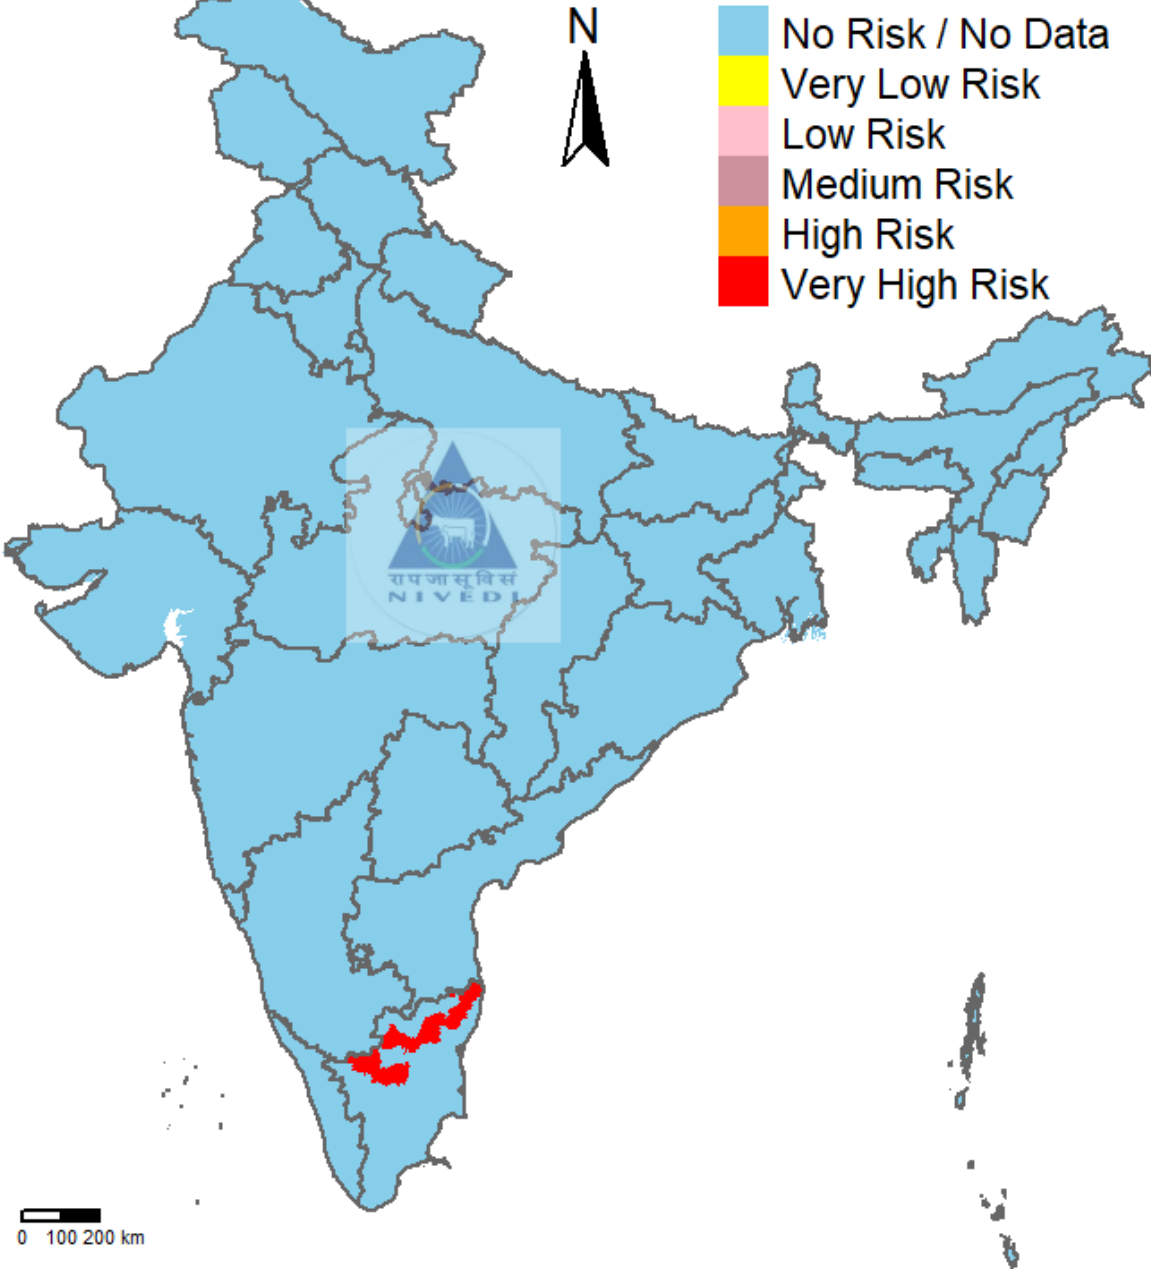 N
No Risk / No Data
Very Low Risk
Low Risk
Medium Risk
High Risk
Very High Risk
रा प जा सू वि सं
NIVEDI
0 100 200 km